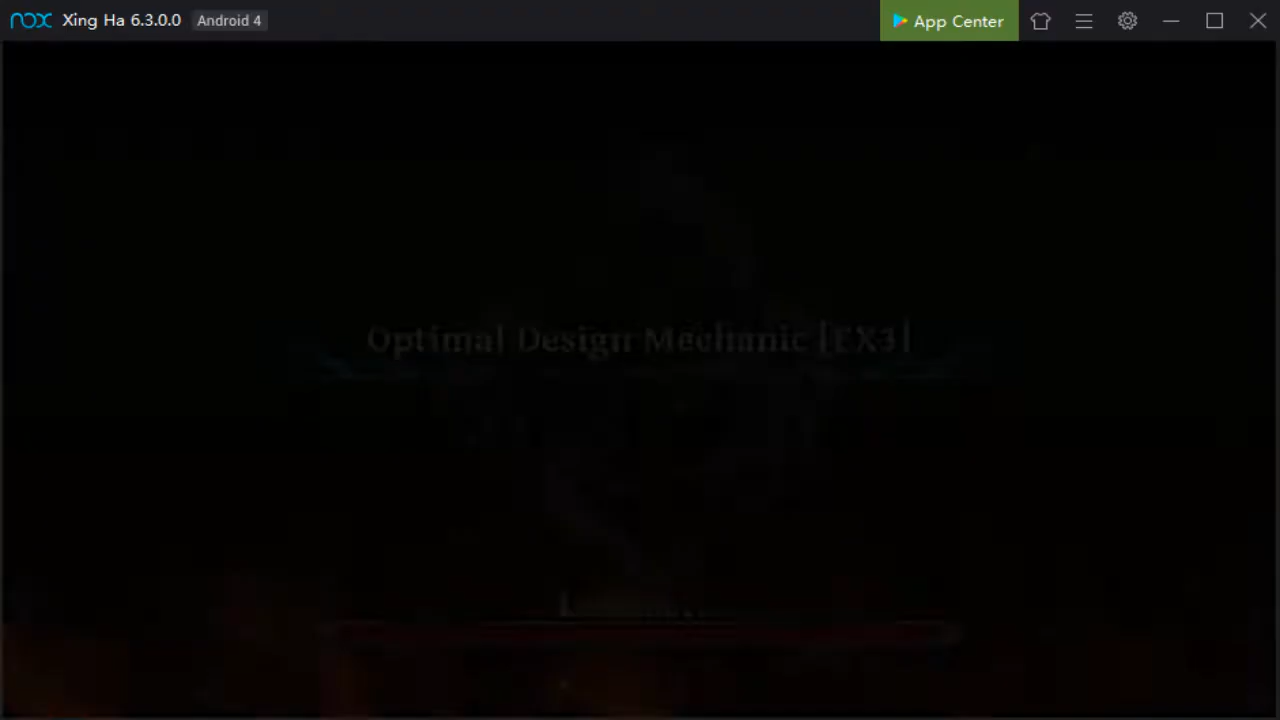 nox Xing Ha 6.3.0.0 Android 4 App Center
Optimal Design Mechanic [EX3]